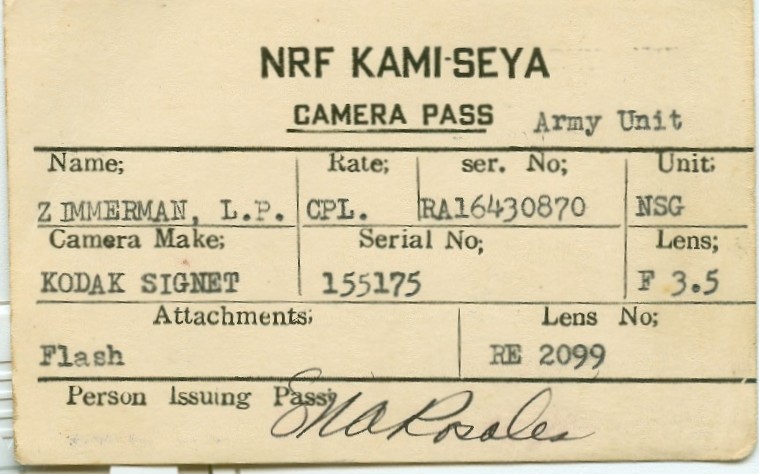 NRF KAMI-SEYA
CAMERA PASS Army Unit
Name; Rate; ser. No; Unit;
ZIMMERMAN, L.P. CPL. RA16430870 NSG
Camera Make; Serial No; Lens;
KODAK SIGNET 155175 F 3.5
Attachments; Lens No;
Flash RE 2099
Person Issuing Pass; Rosales